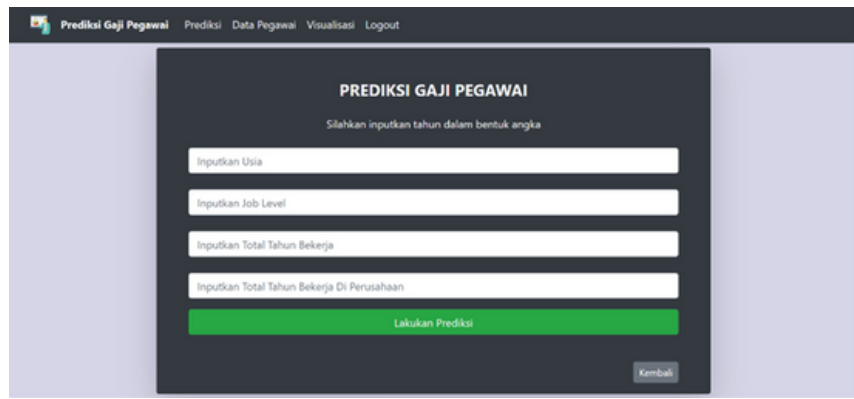 Prediksi Gaji Pegawai Prediksi Data Pegawai Visualisasi Logout
PREDIKSI GAJI PEGAWAI
Silahkan inputkan tahun dalam bentuk angka
Inputkan Usia
Inputkan Job Level
Inputkan Total Tahun Bekerja
Inputkan Total Tahun Bekerja Di Perusahaan
Lakukan Prediksi
Kembali